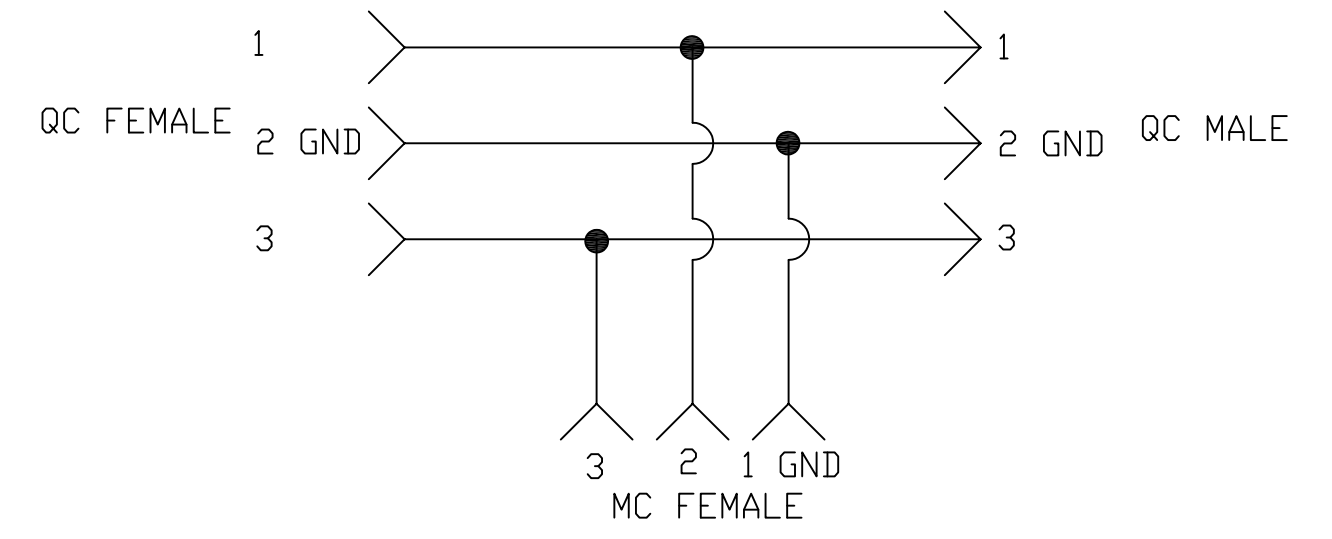 1
1
QC FEMALE
2 GND
2 GND
QC MALE
3
3
3
2
1 GND
MC FEMALE